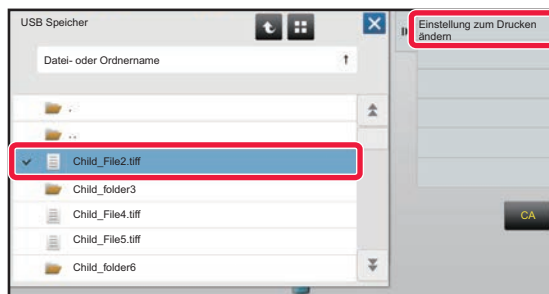 USB Speicher
Einstellung zum Drucken
ändern
Datei- oder Ordnername
.
..
Child_File2.tiff
Child_folder3
Child_File4.tiff
Child_File5.tiff
Child_folder6
CA